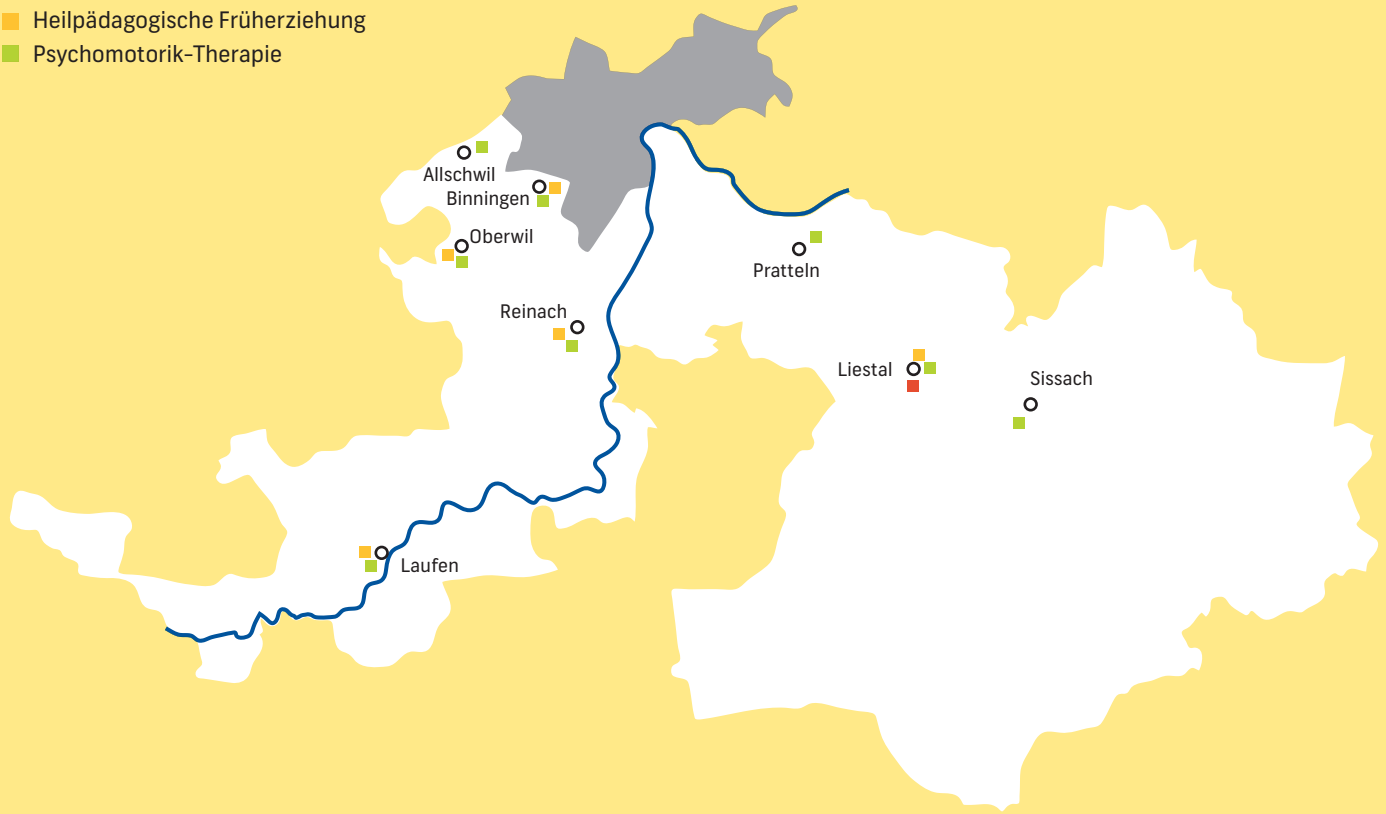 Heilpädagogische Früherziehung
Psychomotorik-Therapie
Allschwil
Binningen
Oberwil
Pratteln
Reinach
Liestal
Sissach
Laufen